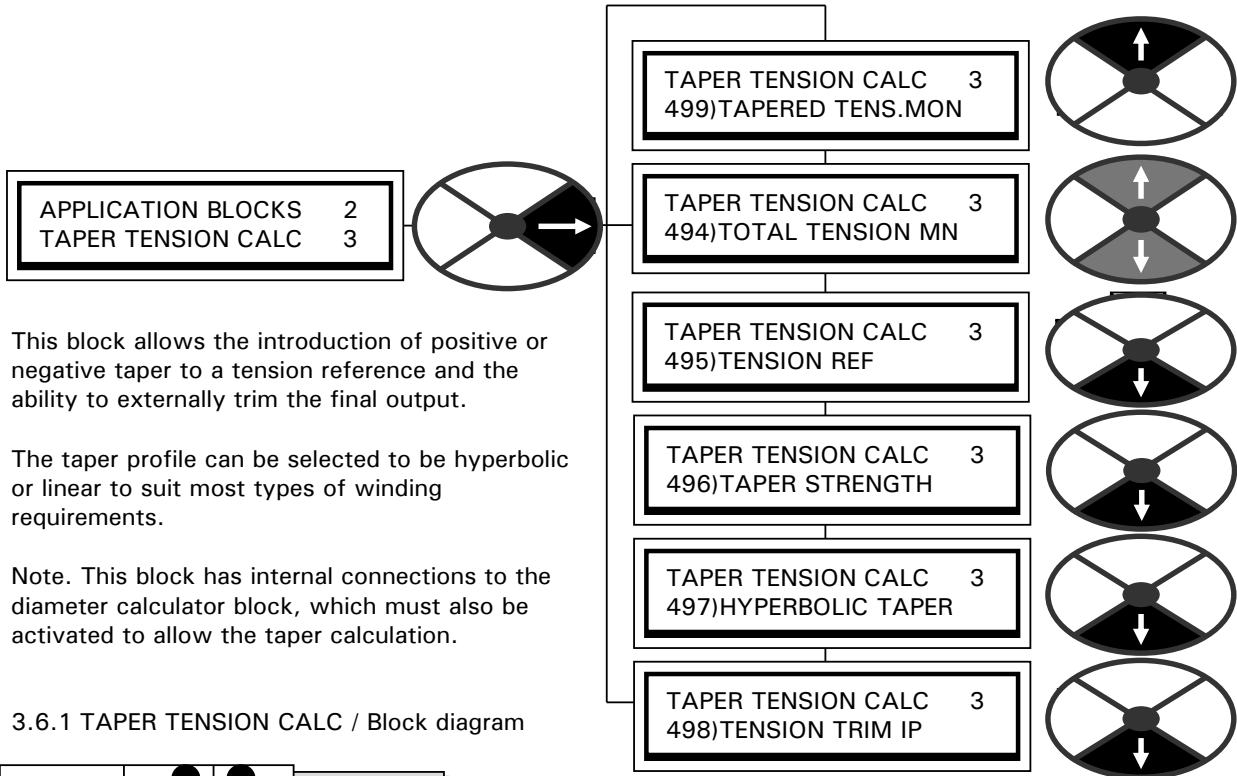 APPLICATION BLOCKS 2
TAPER TENSION CALC 3
This block allows the introduction of positive or
negative taper to a tension reference and the
ability to externally trim the final output.
The taper profile can be selected to be hyperbolic
or linear to suit most types of winding
requirements.
Note. This block has internal connections to the
diameter calculator block, which must also be
activated to allow the taper calculation.
3.6.1 TAPER TENSION CALC / Block diagram
TAPER TENSION CALC 3
499)TAPERED TENS.MON
TAPER TENSION CALC 3
494)TOTAL TENSION MN
TAPER TENSION CALC 3
495)TENSION REF
TAPER TENSION CALC 3
496)TAPER STRENGTH
TAPER TENSION CALC 3
497)HYPERBOLIC TAPER
TAPER TENSION CALC 3
498)TENSION TRIM IP